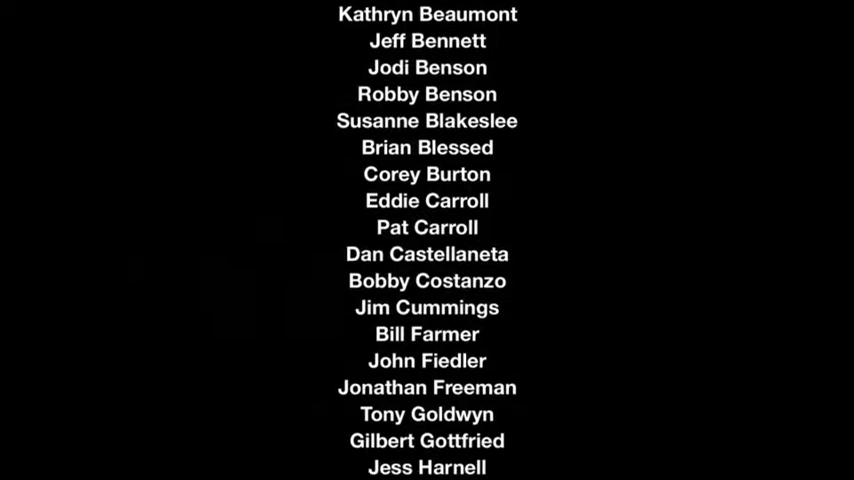 Kathryn Beaumont
Jeff Bennett
Jodi Benson
Robby Benson
Susanne Blakeslee
Brian Blessed
Corey Burton
Eddie Carroll
Pat Carroll
Dan Castellaneta
Bobby Costanzo
Jim Cummings
Bill Farmer
John Fiedler
Jonathan Freeman
Tony Goldwyn
Gilbert Gottfried
Jess Harnell